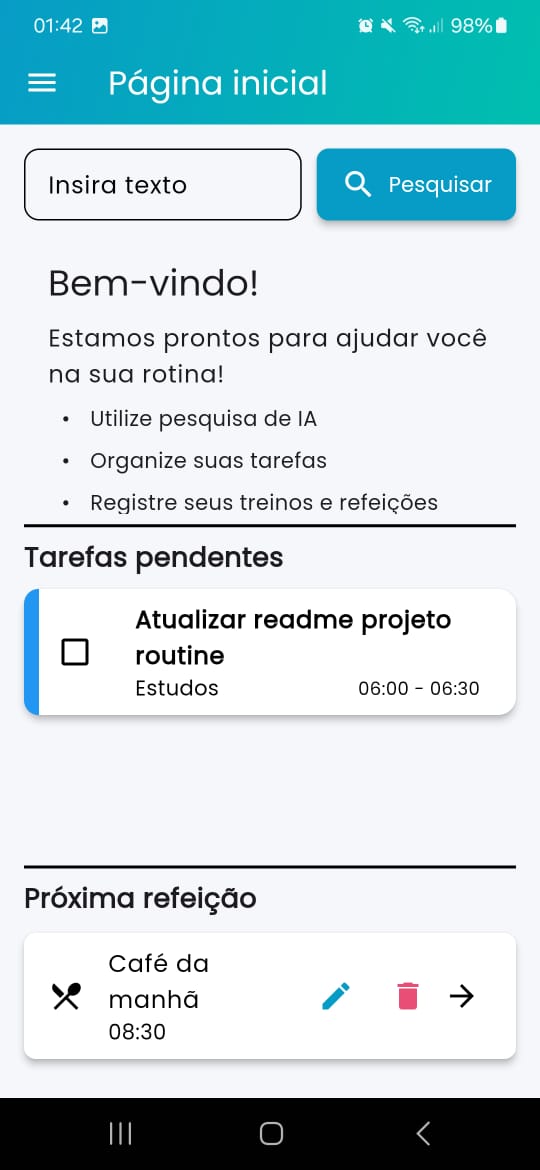 01:42 98%
Página inicial
Insira texto Pesquisar
Bem-vindo!
Estamos prontos para ajudar você
na sua rotina!
• Utilize pesquisa de IA
• Organize suas tarefas
• Registre seus treinos e refeições
Tarefas pendentes
Atualizar readme projeto
routine
Estudos 06:00 - 06:30
Próxima refeição
Café da
manhã
08:30